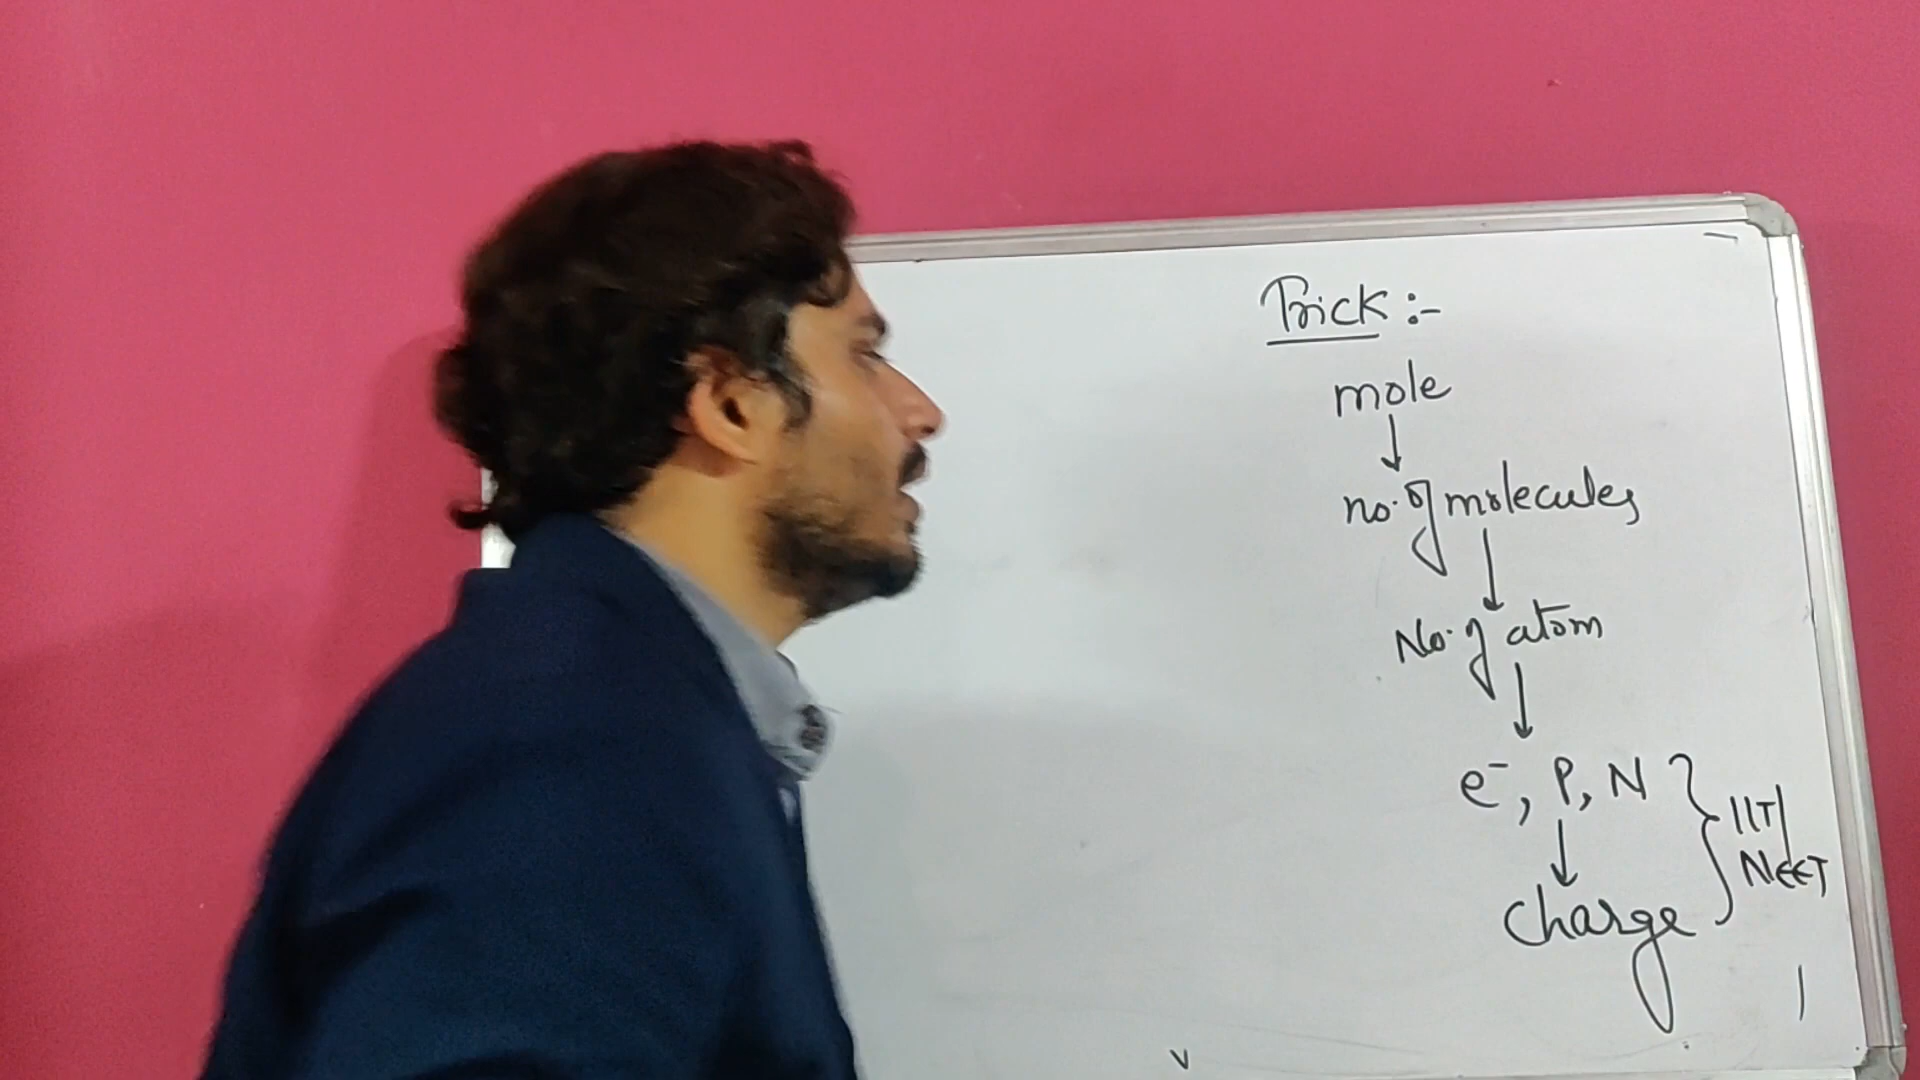 Trick :-
mole
↓
no. of molecules
↓
No. of atom
↓
e⁻, P, N } IIT/
NEET
↓
charge